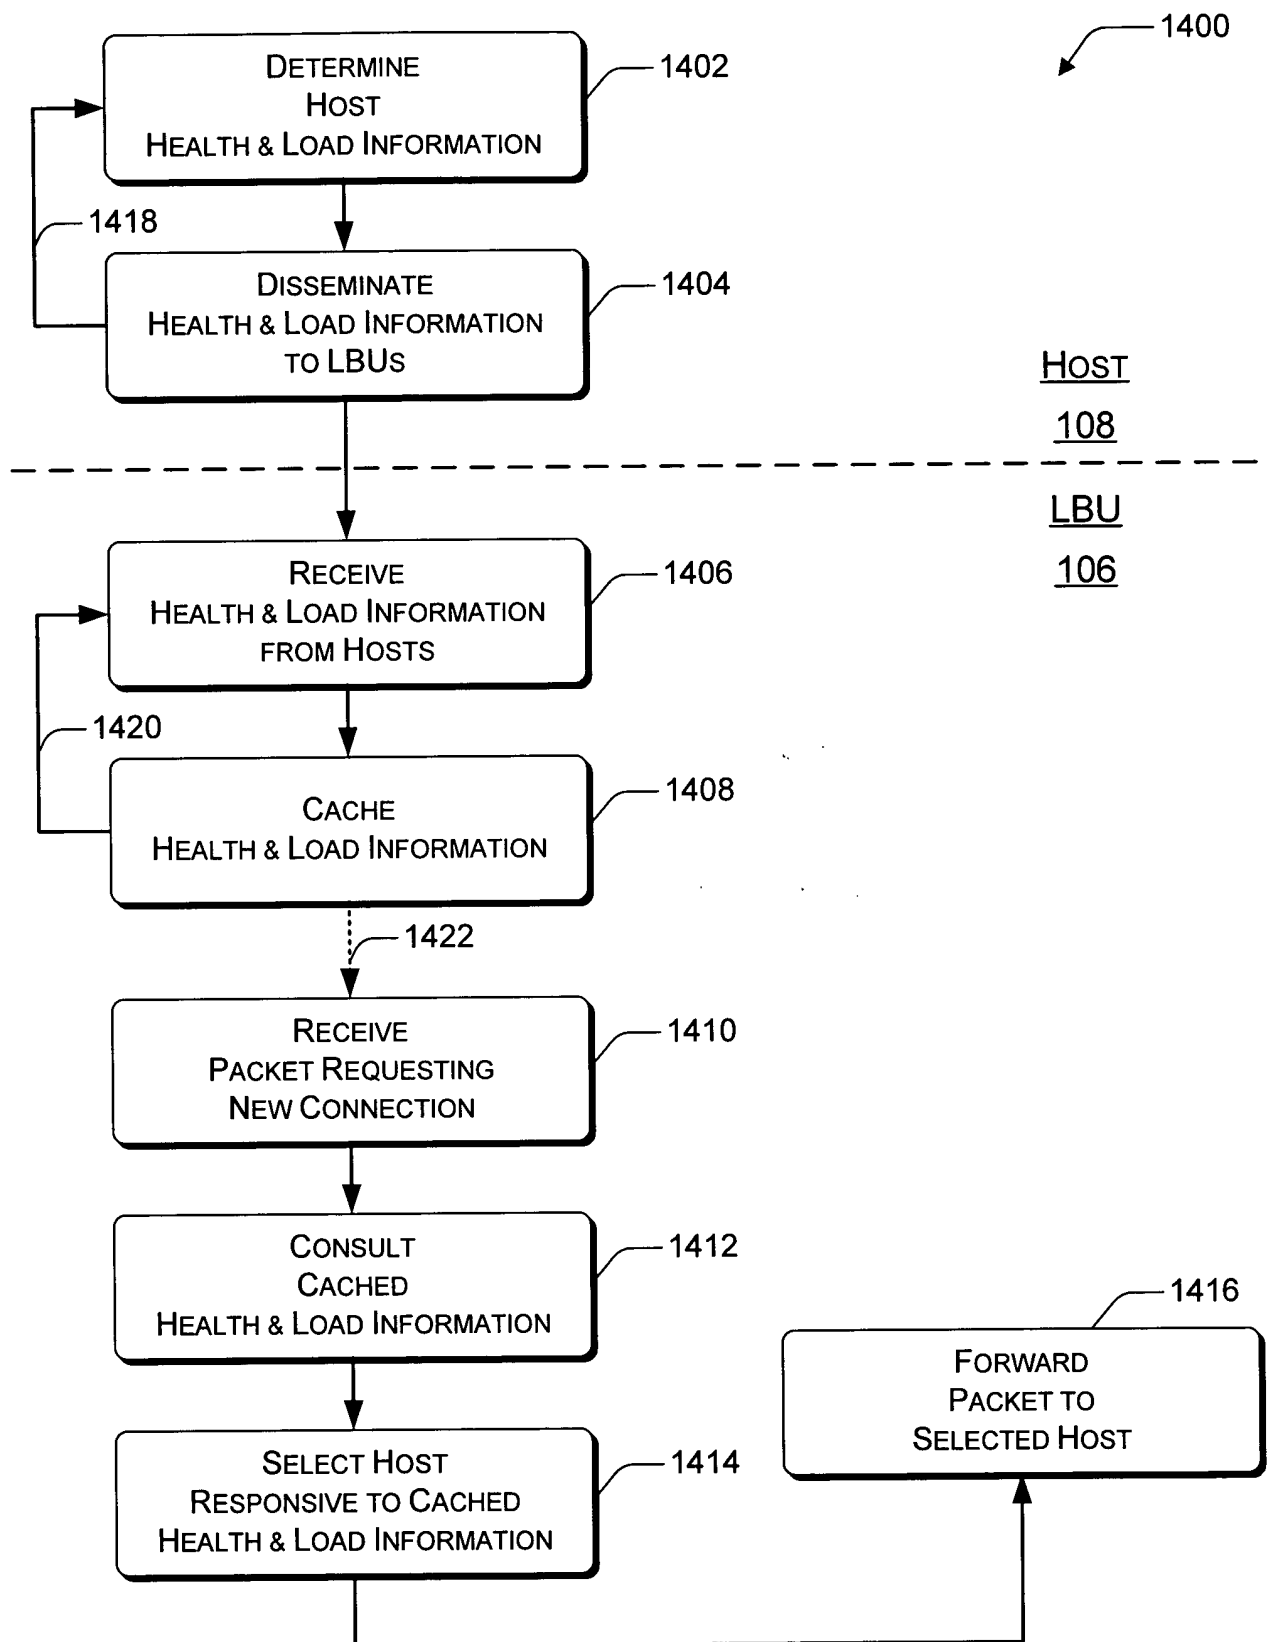 1400
DETERMINE
HOST
HEALTH & LOAD INFORMATION
1402
1418
DISSEMINATE
HEALTH & LOAD INFORMATION
TO LBUS
1404
HOST
108
LBU
106
RECEIVE
HEALTH & LOAD INFORMATION
FROM HOSTS
1406
1420
CACHE
HEALTH & LOAD INFORMATION
1408
1422
RECEIVE
PACKET REQUESTING
NEW CONNECTION
1410
CONSULT
CACHED
HEALTH & LOAD INFORMATION
1412
SELECT HOST
RESPONSIVE TO CACHED
HEALTH & LOAD INFORMATION
1414
1416
FORWARD
PACKET TO
SELECTED HOST